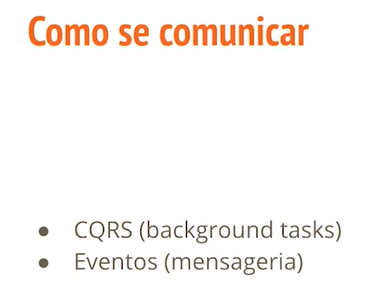 Como se comunicar
● CQRS (background tasks)
● Eventos (mensageria)